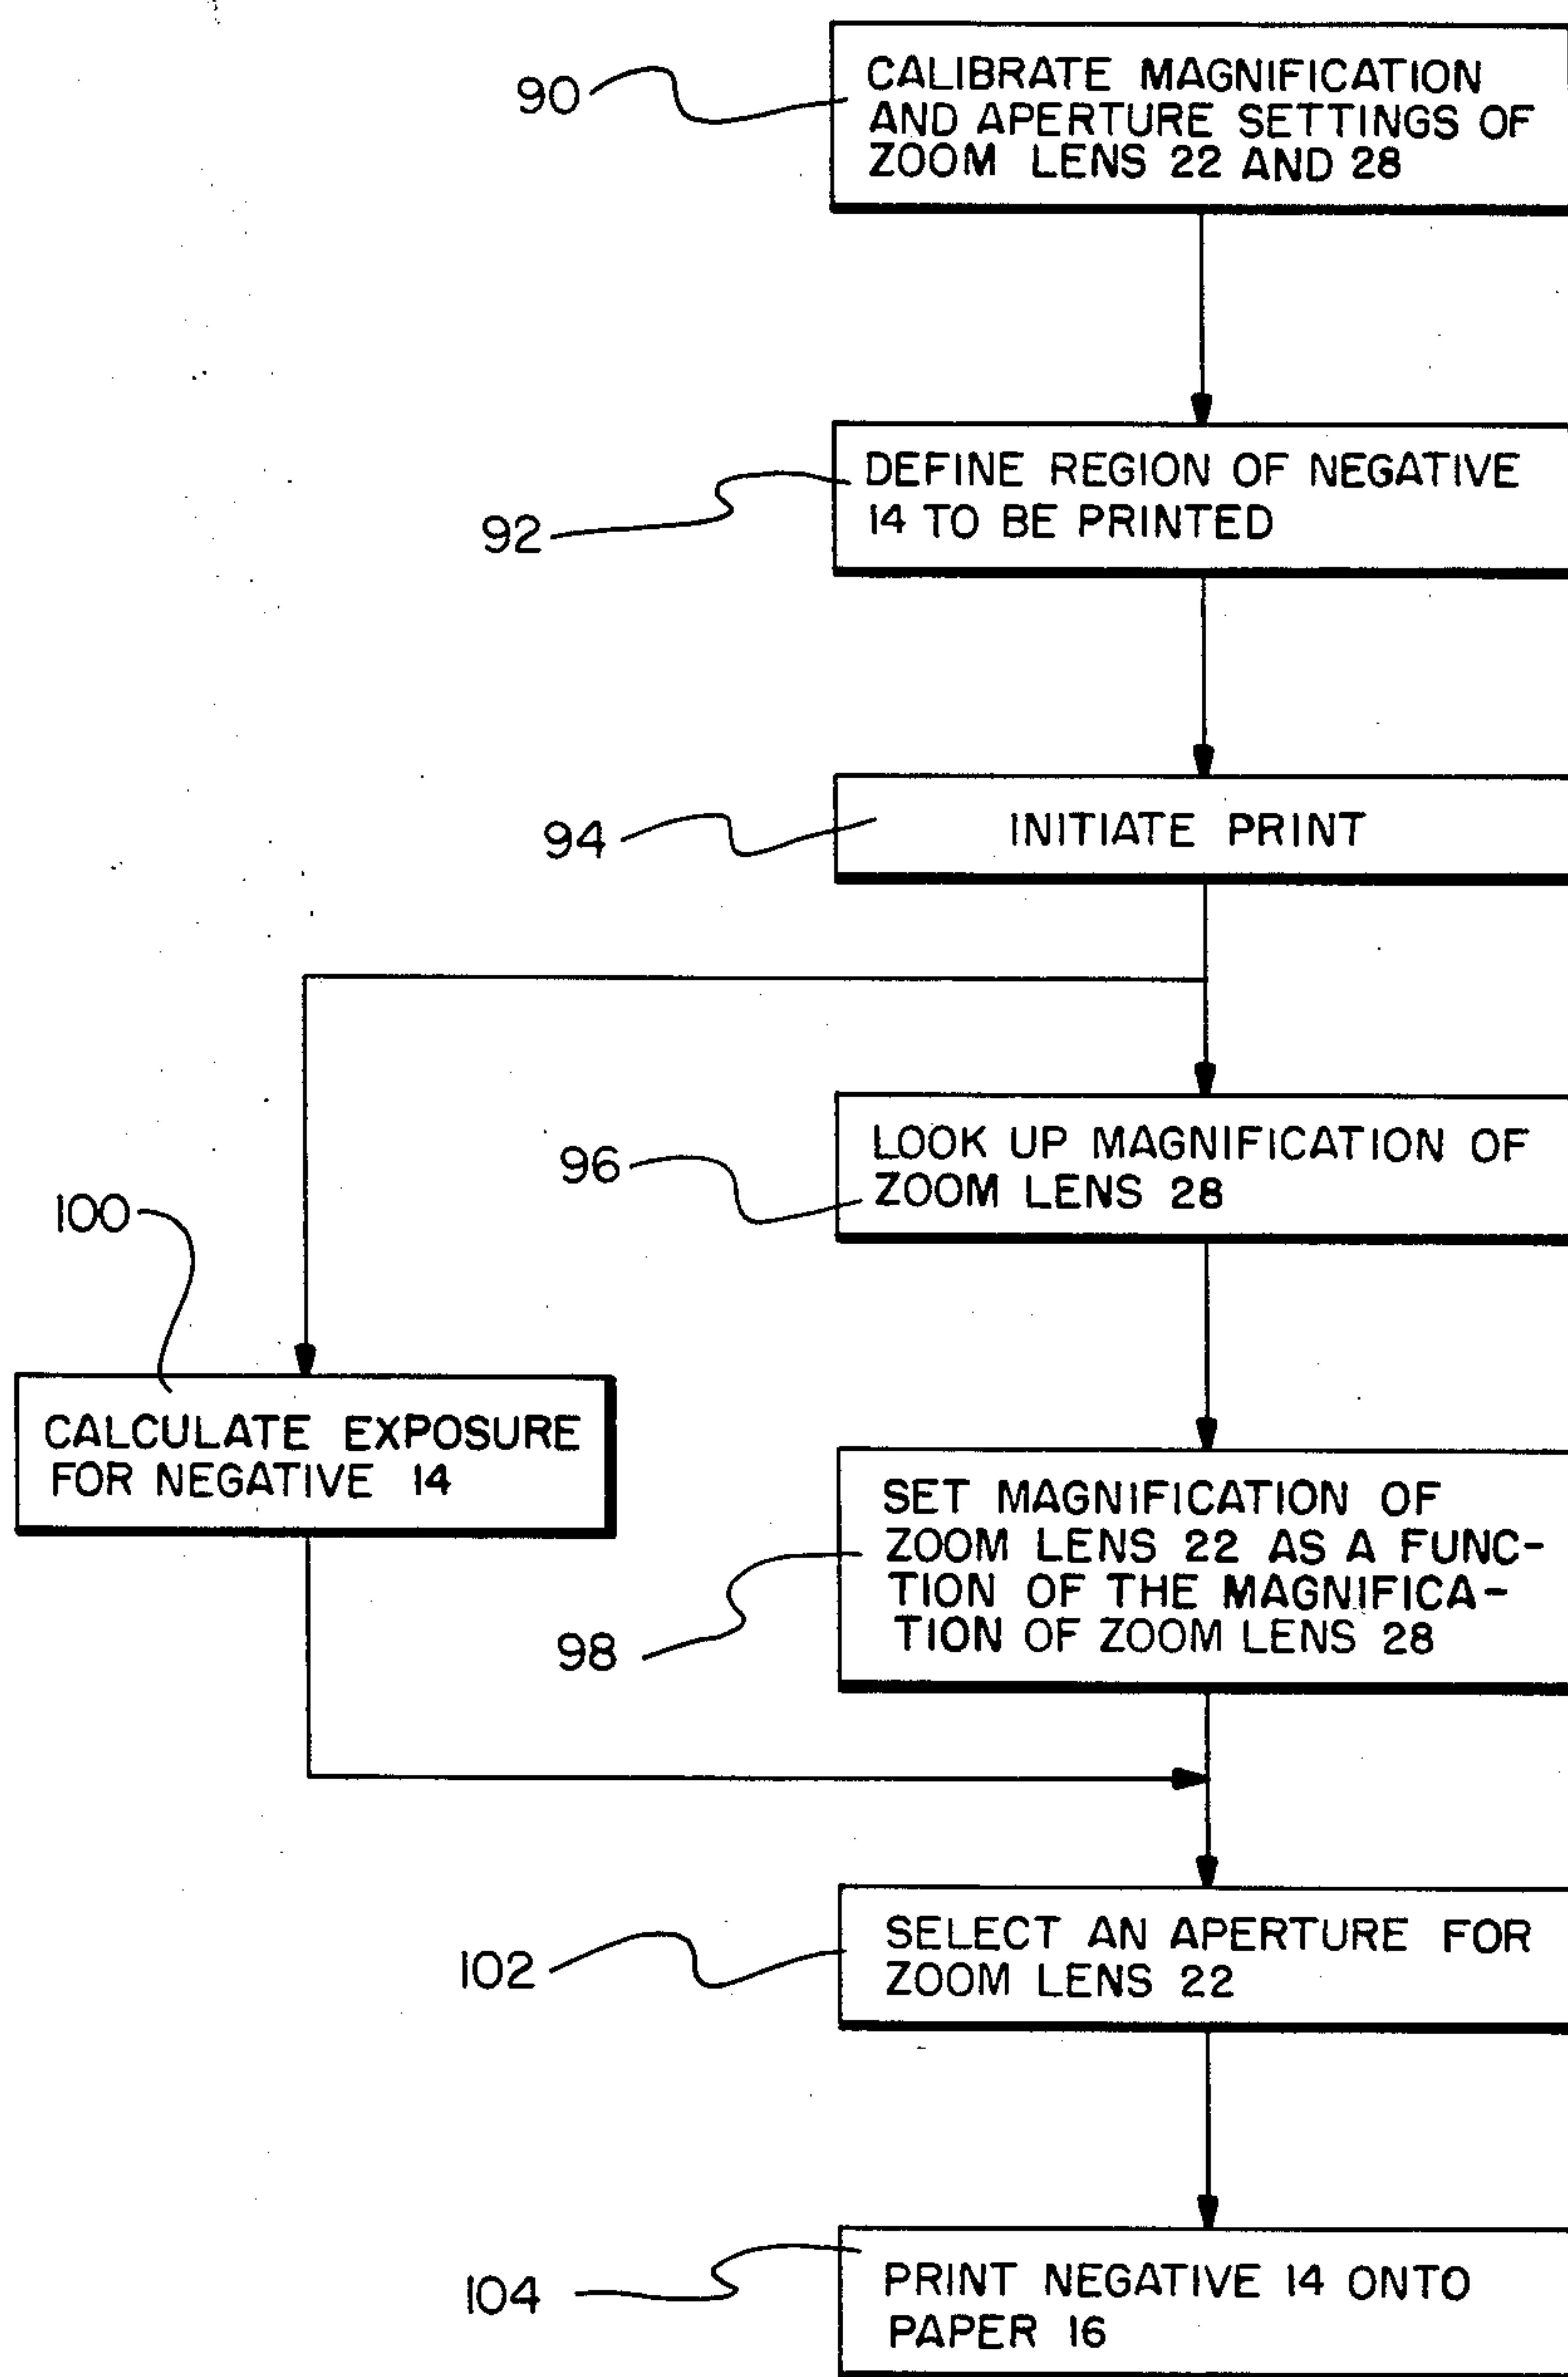 90
CALIBRATE MAGNIFICATION
AND APERTURE SETTINGS OF
ZOOM LENS 22 AND 28
92
DEFINE REGION OF NEGATIVE
14 TO BE PRINTED
94
INITIATE PRINT
96
LOOK UP MAGNIFICATION OF
ZOOM LENS 28
100
CALCULATE EXPOSURE
FOR NEGATIVE 14
98
SET MAGNIFICATION OF
ZOOM LENS 22 AS A FUNC-
TION OF THE MAGNIFICA-
TION OF ZOOM LENS 28
102
SELECT AN APERTURE FOR
ZOOM LENS 22
104
PRINT NEGATIVE 14 ONTO
PAPER 16